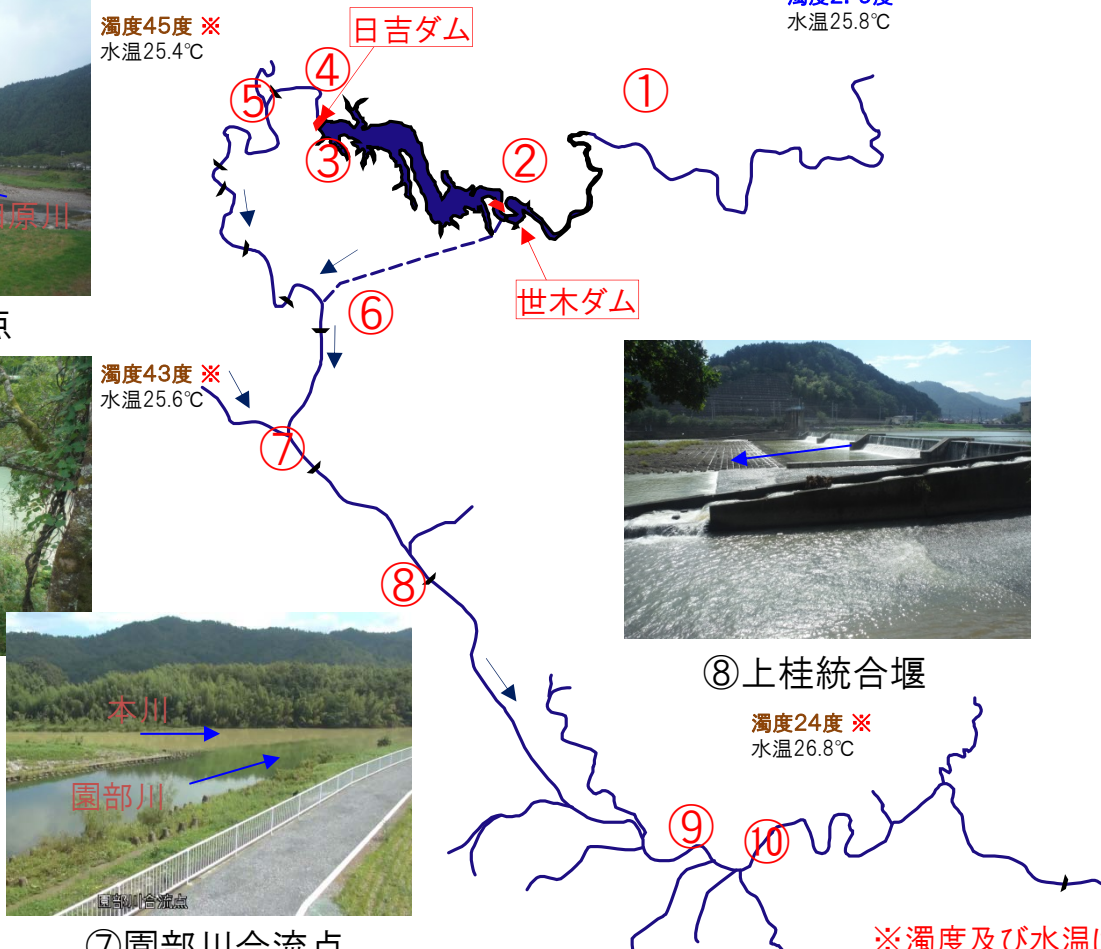 濁度45度 ※
水温25.4℃
水温25.8℃
日吉ダム
①
②
③
④
⑤
原川
世木ダム
点
⑥
濁度43度 ※
水温25.6℃
⑦
⑧
⑧上桂統合堰
濁度24度 ※
水温26.8℃
本川
園部川
園部川合流点
⑨
⑩
⑦園部川合流点
※濁度及び水温